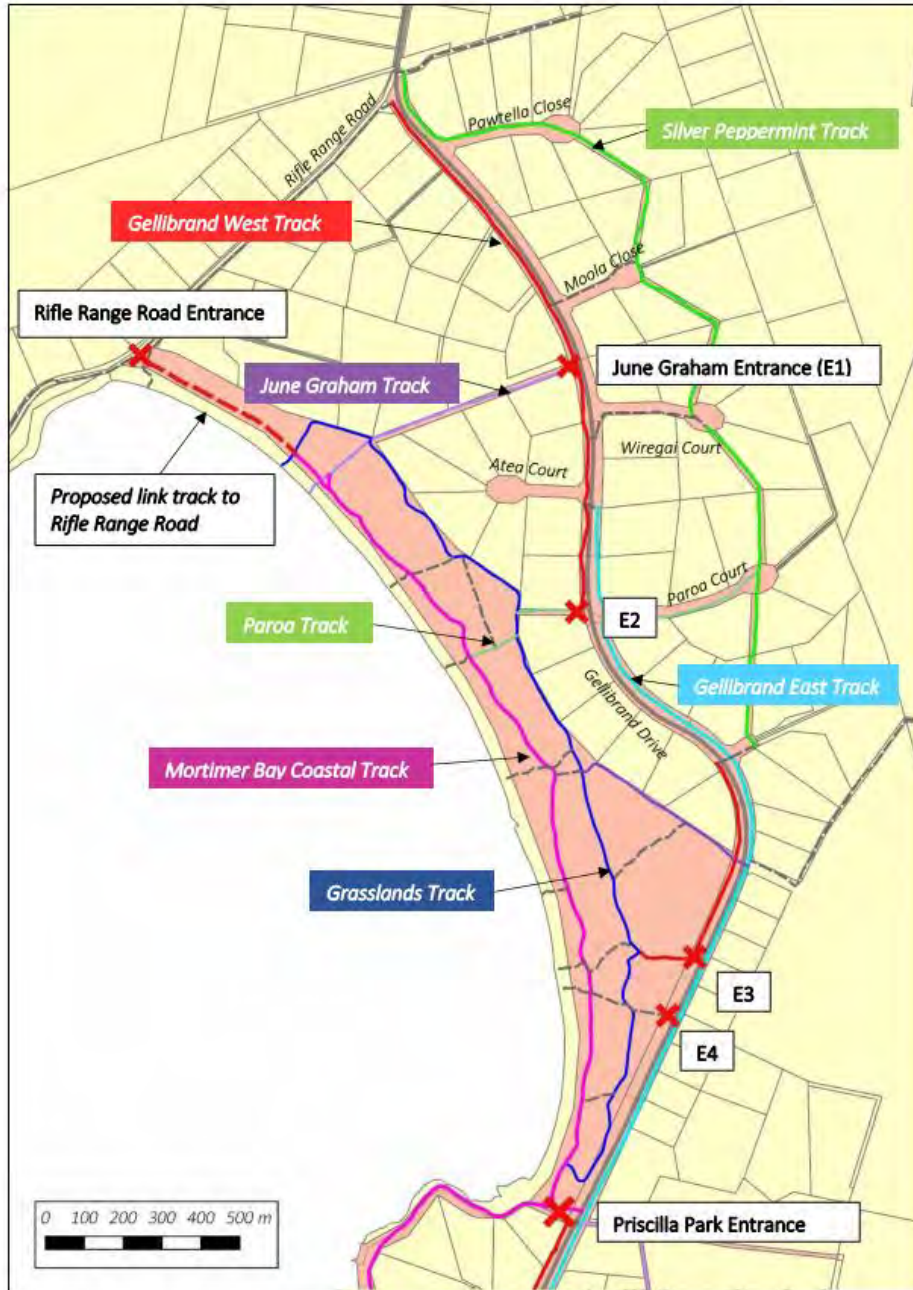 Rifle Range Road
Pawtella Close
Silver Peppermint Track
Gellibrand West Track
Moola Close
Rifle Range Road Entrance
June Graham Track
June Graham Entrance (E1)
Atea Court
Wiregai Court
Proposed link track to
Rifle Range Road
Paroa Court
Paroa Track
E2
Gellibrand East Track
Gellibrand Drive
Mortimer Bay Coastal Track
Grasslands Track
E3
E4
0 100 200 300 400 500 m
Priscilla Park Entrance